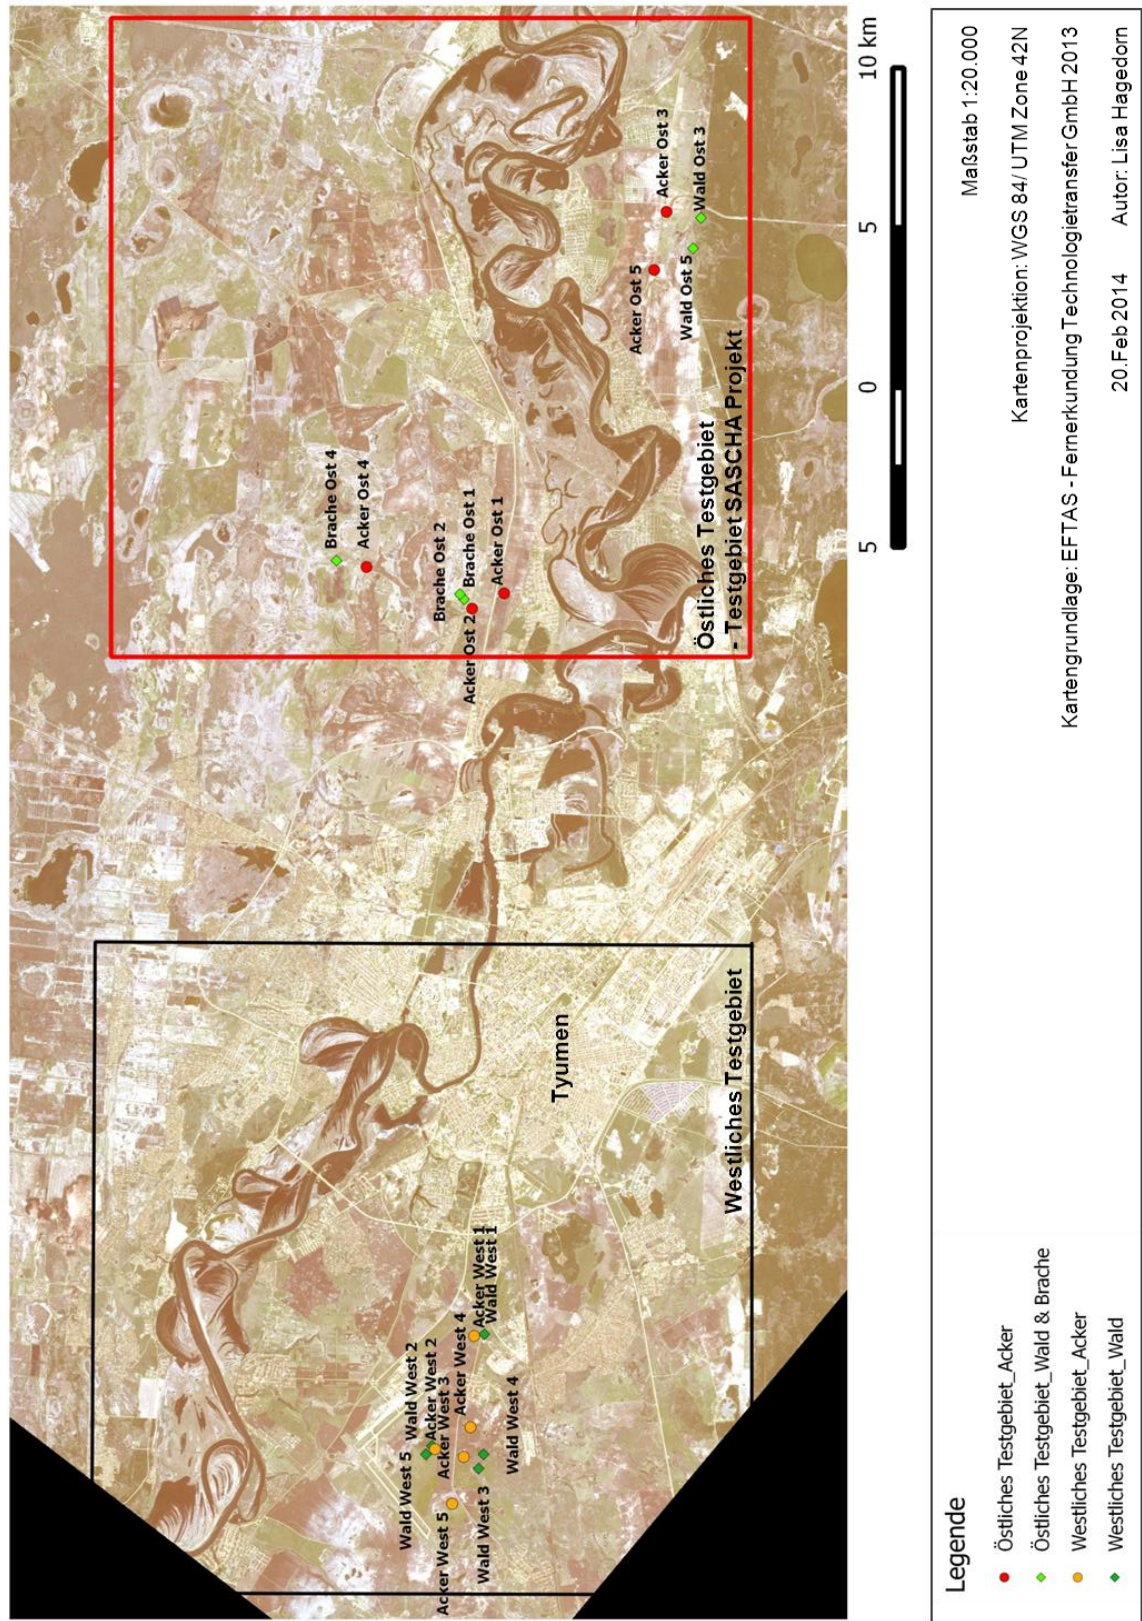 Wald West 5
Wald West 2
Acker West 2
Acker West 3
Acker West 5
Wald West 3
Acker West 4
Wald West 4
Acker West 1
Wald West 1
Tyumen
Westliches Testgebiet
Brache Ost 4
Acker Ost 4
Brache Ost 2
Brache Ost 1
Acker Ost 2
Acker Ost 1
Acker Ost 5
Acker Ost 3
Wald Ost 5
Wald Ost 3
Östliches Testgebiet
- Testgebiet SASCHA Projekt
5 0 5 10 km
Legende
Östliches Testgebiet_Acker
Östliches Testgebiet_Wald & Brache
Westliches Testgebiet_Acker
Westliches Testgebiet_Wald
Maßstab 1:20.000
Kartenprojektion: WGS 84/ UTM Zone 42N
Kartengrundlage: EFTAS - Fernerkundung Technologietransfer GmbH 2013
20.Feb 2014 Autor: Lisa Hagedorn